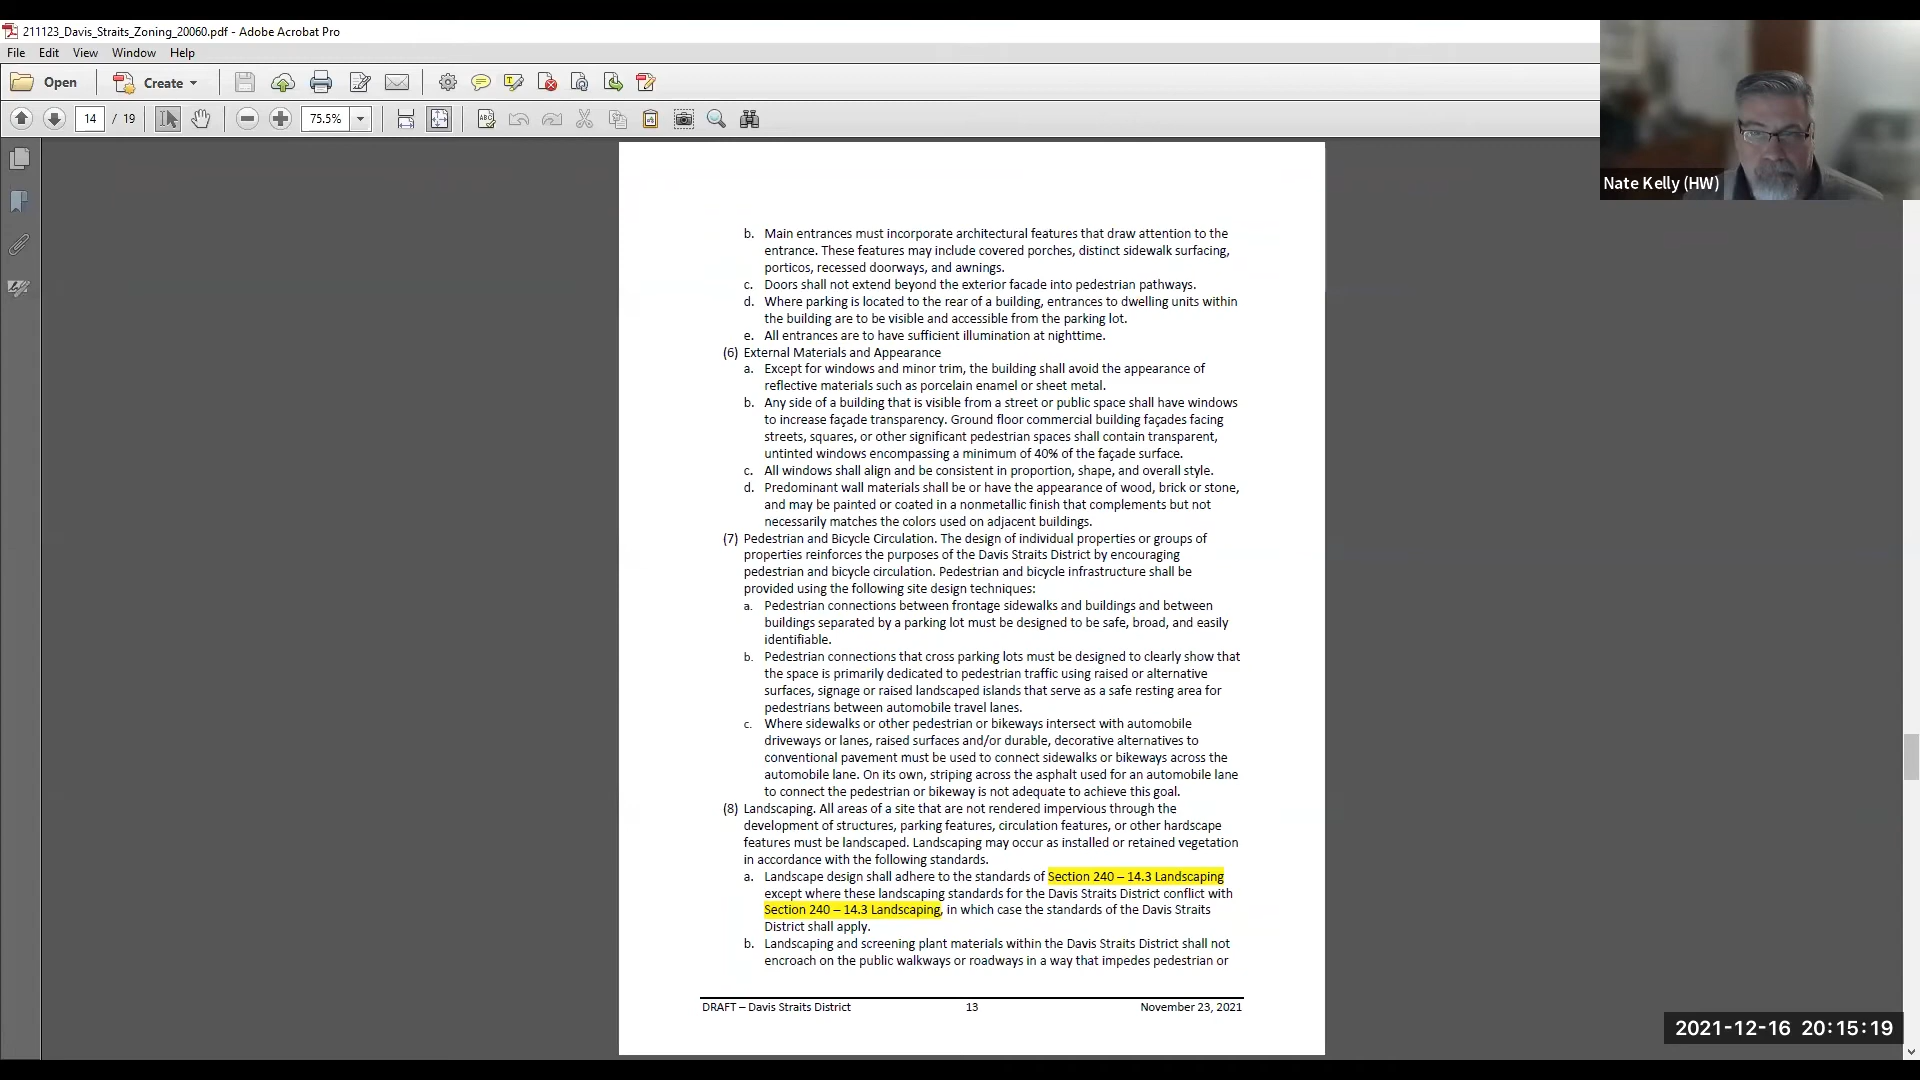 211123_Davis_Straits_Zoning_20060.pdf - Adobe Acrobat Pro
File Edit View Window Help
Open Create
14 / 19 75.5%
Nate Kelly (HW)
b. Main entrances must incorporate architectural features that draw attention to the
entrance. These features may include covered porches, distinct sidewalk surfacing,
porticos, recessed doorways, and awnings.
c. Doors shall not extend beyond the exterior facade into pedestrian pathways.
d. Where parking is located to the rear of a building, entrances to dwelling units within
the building are to be visible and accessible from the parking lot.
e. All entrances are to have sufficient illumination at nighttime.
(6) External Materials and Appearance
a. Except for windows and minor trim, the building shall avoid the appearance of
reflective materials such as porcelain enamel or sheet metal.
b. Any side of a building that is visible from a street or public space shall have windows
to increase façade transparency. Ground floor commercial building façades facing
streets, squares, or other significant pedestrian spaces shall contain transparent,
untinted windows encompassing a minimum of 40% of the façade surface.
c. All windows shall align and be consistent in proportion, shape, and overall style.
d. Predominant wall materials shall be or have the appearance of wood, brick or stone,
and may be painted or coated in a nonmetallic finish that complements but not
necessarily matches the colors used on adjacent buildings.
(7) Pedestrian and Bicycle Circulation. The design of individual properties or groups of
properties reinforces the purposes of the Davis Straits District by encouraging
pedestrian and bicycle circulation. Pedestrian and bicycle infrastructure shall be
provided using the following site design techniques:
a. Pedestrian connections between frontage sidewalks and buildings and between
buildings separated by a parking lot must be designed to be safe, broad, and easily
identifiable.
b. Pedestrian connections that cross parking lots must be designed to clearly show that
the space is primarily dedicated to pedestrian traffic using raised or alternative
surfaces, signage or raised landscaped islands that serve as a safe resting area for
pedestrians between automobile travel lanes.
c. Where sidewalks or other pedestrian or bikeways intersect with automobile
driveways or lanes, raised surfaces and/or durable, decorative alternatives to
conventional pavement must be used to connect sidewalks or bikeways across the
automobile lane. On its own, striping across the asphalt used for an automobile lane
to connect the pedestrian or bikeway is not adequate to achieve this goal.
(8) Landscaping. All areas of a site that are not rendered impervious through the
development of structures, parking features, circulation features, or other hardscape
features must be landscaped. Landscaping may occur as installed or retained vegetation
in accordance with the following standards.
a. Landscape design shall adhere to the standards of Section 240 – 14.3 Landscaping
except where these landscaping standards for the Davis Straits District conflict with
Section 240 – 14.3 Landscaping, in which case the standards of the Davis Straits
District shall apply.
b. Landscaping and screening plant materials within the Davis Straits District shall not
encroach on the public walkways or roadways in a way that impedes pedestrian or
DRAFT – Davis Straits District 13 November 23, 2021
2021-12-16 20:15:19